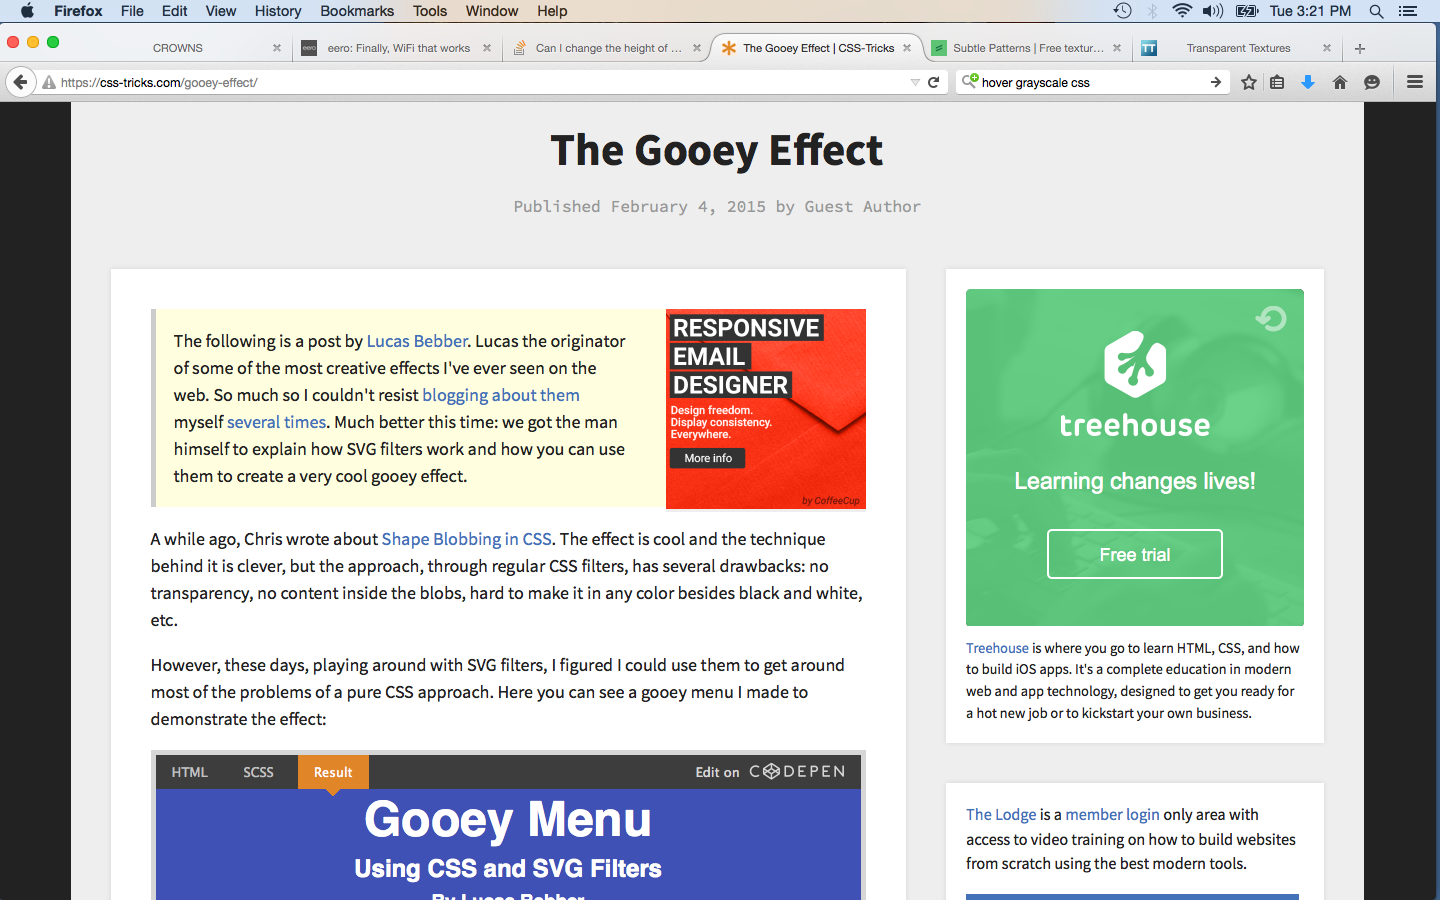 Firefox File Edit View History Bookmarks Tools Window Help Tue 3:21 PM
CROWNS eero: Finally, WiFi that works Can I change the height of ... The Gooey Effect | CSS-Tricks Subtle Patterns | Free textur... TT Transparent Textures
https://css-tricks.com/gooey-effect/ hover grayscale css
The Gooey Effect
Published February 4, 2015 by Guest Author
The following is a post by Lucas Bebber. Lucas the originator
of some of the most creative effects I've ever seen on the
web. So much so I couldn't resist blogging about them
myself several times. Much better this time: we got the man
himself to explain how SVG filters work and how you can use
them to create a very cool gooey effect.
RESPONSIVE
EMAIL
DESIGNER
Design freedom.
Display consistency.
Everywhere.
More info
by CoffeeCup
A while ago, Chris wrote about Shape Blobbing in CSS. The effect is cool and the technique
behind it is clever, but the approach, through regular CSS filters, has several drawbacks: no
transparency, no content inside the blobs, hard to make it in any color besides black and white,
etc.
However, these days, playing around with SVG filters, I figured I could use them to get around
most of the problems of a pure CSS approach. Here you can see a gooey menu I made to
demonstrate the effect:
HTML SCSS Result Edit on CODEPEN
Gooey Menu
Using CSS and SVG Filters
By Lucas Bebber
treehouse
Learning changes lives!
Free trial
Treehouse is where you go to learn HTML, CSS, and how
to build iOS apps. It's a complete education in modern
web and app technology, designed to get you ready for
a hot new job or to kickstart your own business.
The Lodge is a member login only area with
access to video training on how to build websites
from scratch using the best modern tools.